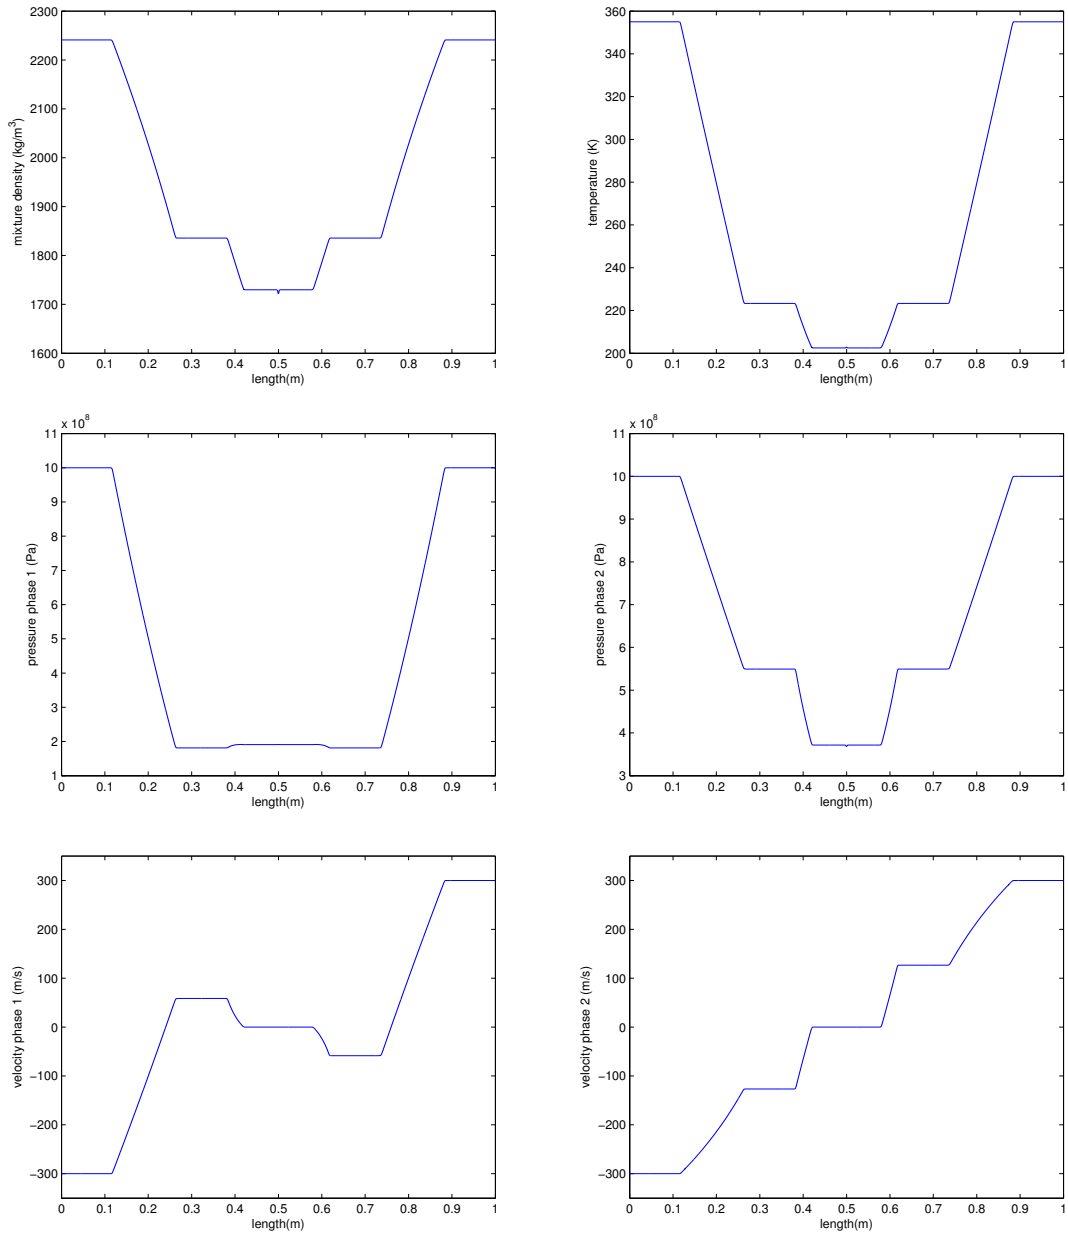 2300
2200
2100
2000
1900
1800
1700
1600
0 0.1 0.2 0.3 0.4 0.5 0.6 0.7 0.8 0.9 1
length(m)
mixture density (kg/m³)
360
340
320
300
280
260
240
220
200
0 0.1 0.2 0.3 0.4 0.5 0.6 0.7 0.8 0.9 1
length(m)
temperature (K)
x 10⁸
11
10
9
8
7
6
5
4
3
2
1
0 0.1 0.2 0.3 0.4 0.5 0.6 0.7 0.8 0.9 1
length(m)
pressure phase 1 (Pa)
x 10⁸
11
10
9
8
7
6
5
4
3
0 0.1 0.2 0.3 0.4 0.5 0.6 0.7 0.8 0.9 1
length(m)
pressure phase 2 (Pa)
300
200
100
0
−100
−200
−300
0 0.1 0.2 0.3 0.4 0.5 0.6 0.7 0.8 0.9 1
length(m)
velocity phase 1 (m/s)
300
200
100
0
−100
−200
−300
0 0.1 0.2 0.3 0.4 0.5 0.6 0.7 0.8 0.9 1
length(m)
velocity phase 2 (m/s)